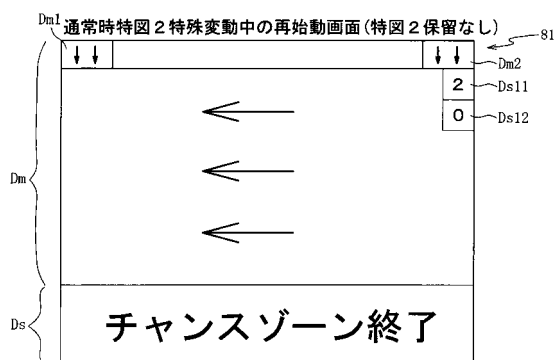 通常時特図2特殊変動中の再始動画面(特図2保留なし)
Dm1
81
Dm2
2
Ds11
0
Ds12
Dm
Ds
チャンスゾーン終了